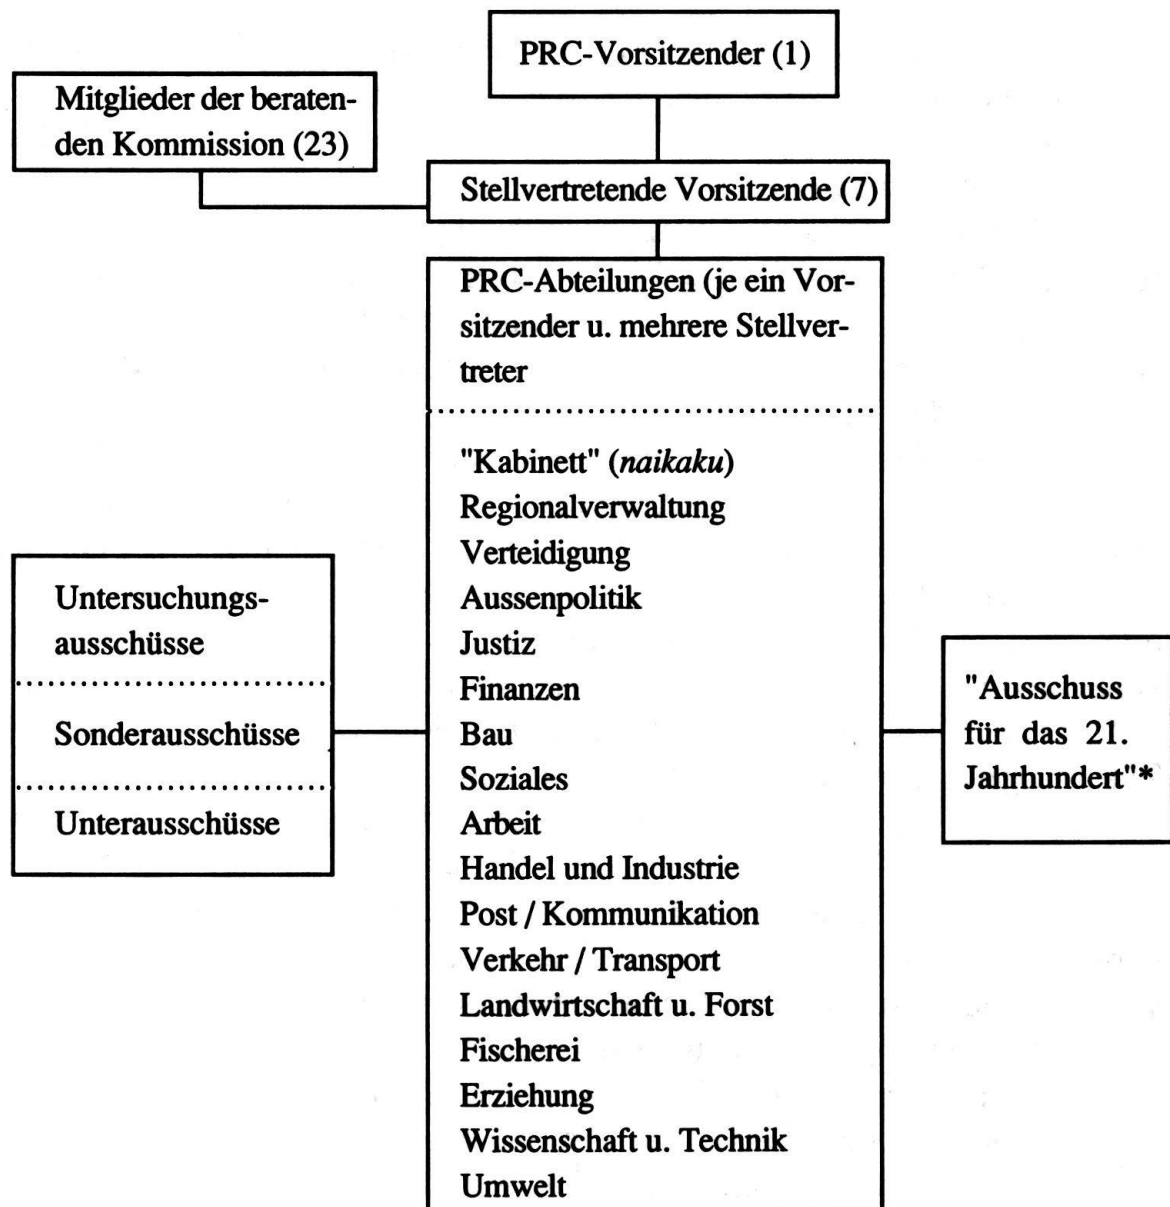 PRC-Vorsitzender (1)
Mitglieder der beraten-
den Kommission (23)
Stellvertretende Vorsitzende (7)
PRC-Abteilungen (je ein Vor-
sitzender u. mehrere Stellver-
treter
"Kabinett" (naikaku)
Regionalverwaltung
Verteidigung
Aussenpolitik
Justiz
Finanzen
Bau
Soziales
Arbeit
Handel und Industrie
Post / Kommunikation
Verkehr / Transport
Landwirtschaft u. Forst
Fischerei
Erziehung
Wissenschaft u. Technik
Umwelt
Untersuchungs-
ausschüsse
Sonderausschüsse
Unterausschüsse
"Ausschuss
für das 21.
Jahrhundert"*